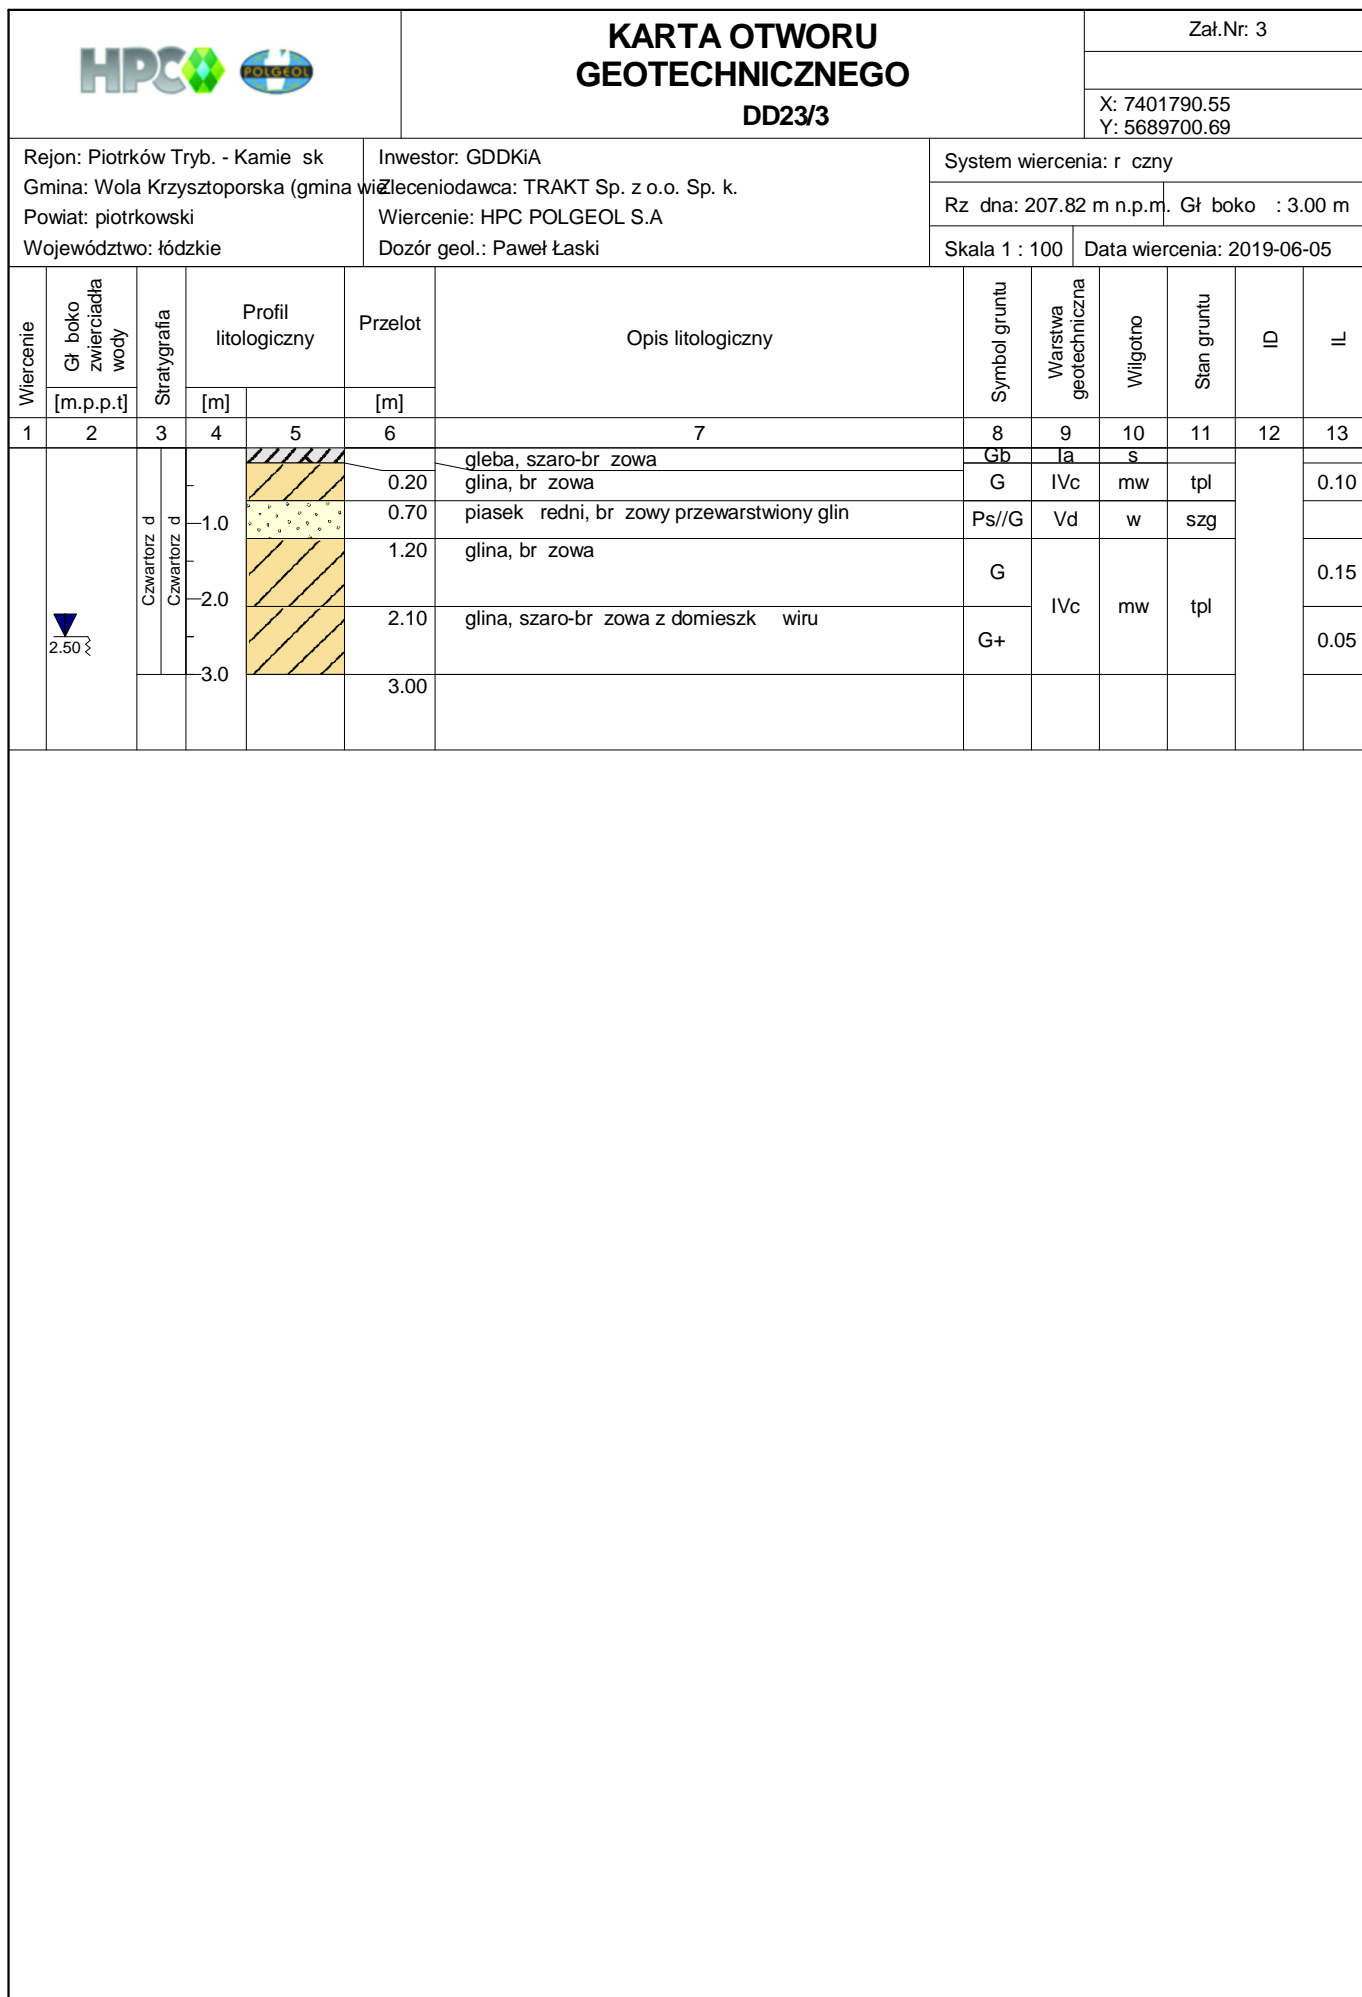 HPC POLGEOL
KARTA OTWORU
GEOTECHNICZNEGO
DD23/3
Zał.Nr: 3
X: 7401790.55
Y: 5689700.69
Rejon: Piotrków Tryb. - Kamie sk
Gmina: Wola Krzysztoporska (gmina wie
Powiat: piotrkowski
Województwo: łódzkie
Inwestor: GDDKiA
Zleceniodawca: TRAKT Sp. z o.o. Sp. k.
Wiercenie: HPC POLGEOL S.A
Dozór geol.: Paweł Łaski
System wiercenia: r czny
Rz dna: 207.82 m n.p.m. Gł boko : 3.00 m
Skala 1 : 100 Data wiercenia: 2019-06-05
Wiercenie
Gł boko
zwierciadła
wody
[m.p.p.t]
Stratygrafia
Profil
litologiczny
[m]
Przelot
[m]
Opis litologiczny
Symbol gruntu
Warstwa
geotechniczna
Wilgotno
Stan gruntu
ID
IL
1 2 3 4 5 6 7 8 9 10 11 12 13
gleba, szaro-br zowa Gb Ia s
0.20 glina, br zowa G IVc mw tpl 0.10
0.70 piasek redni, br zowy przewarstwiony glin Ps//G Vd w szg
1.20 glina, br zowa G 0.15
IVc mw tpl
2.10 glina, szaro-br zowa z domieszk wiru G+ 0.05
3.00
Czwartorz d
Czwartorz d
1.0
2.0
3.0
2.50